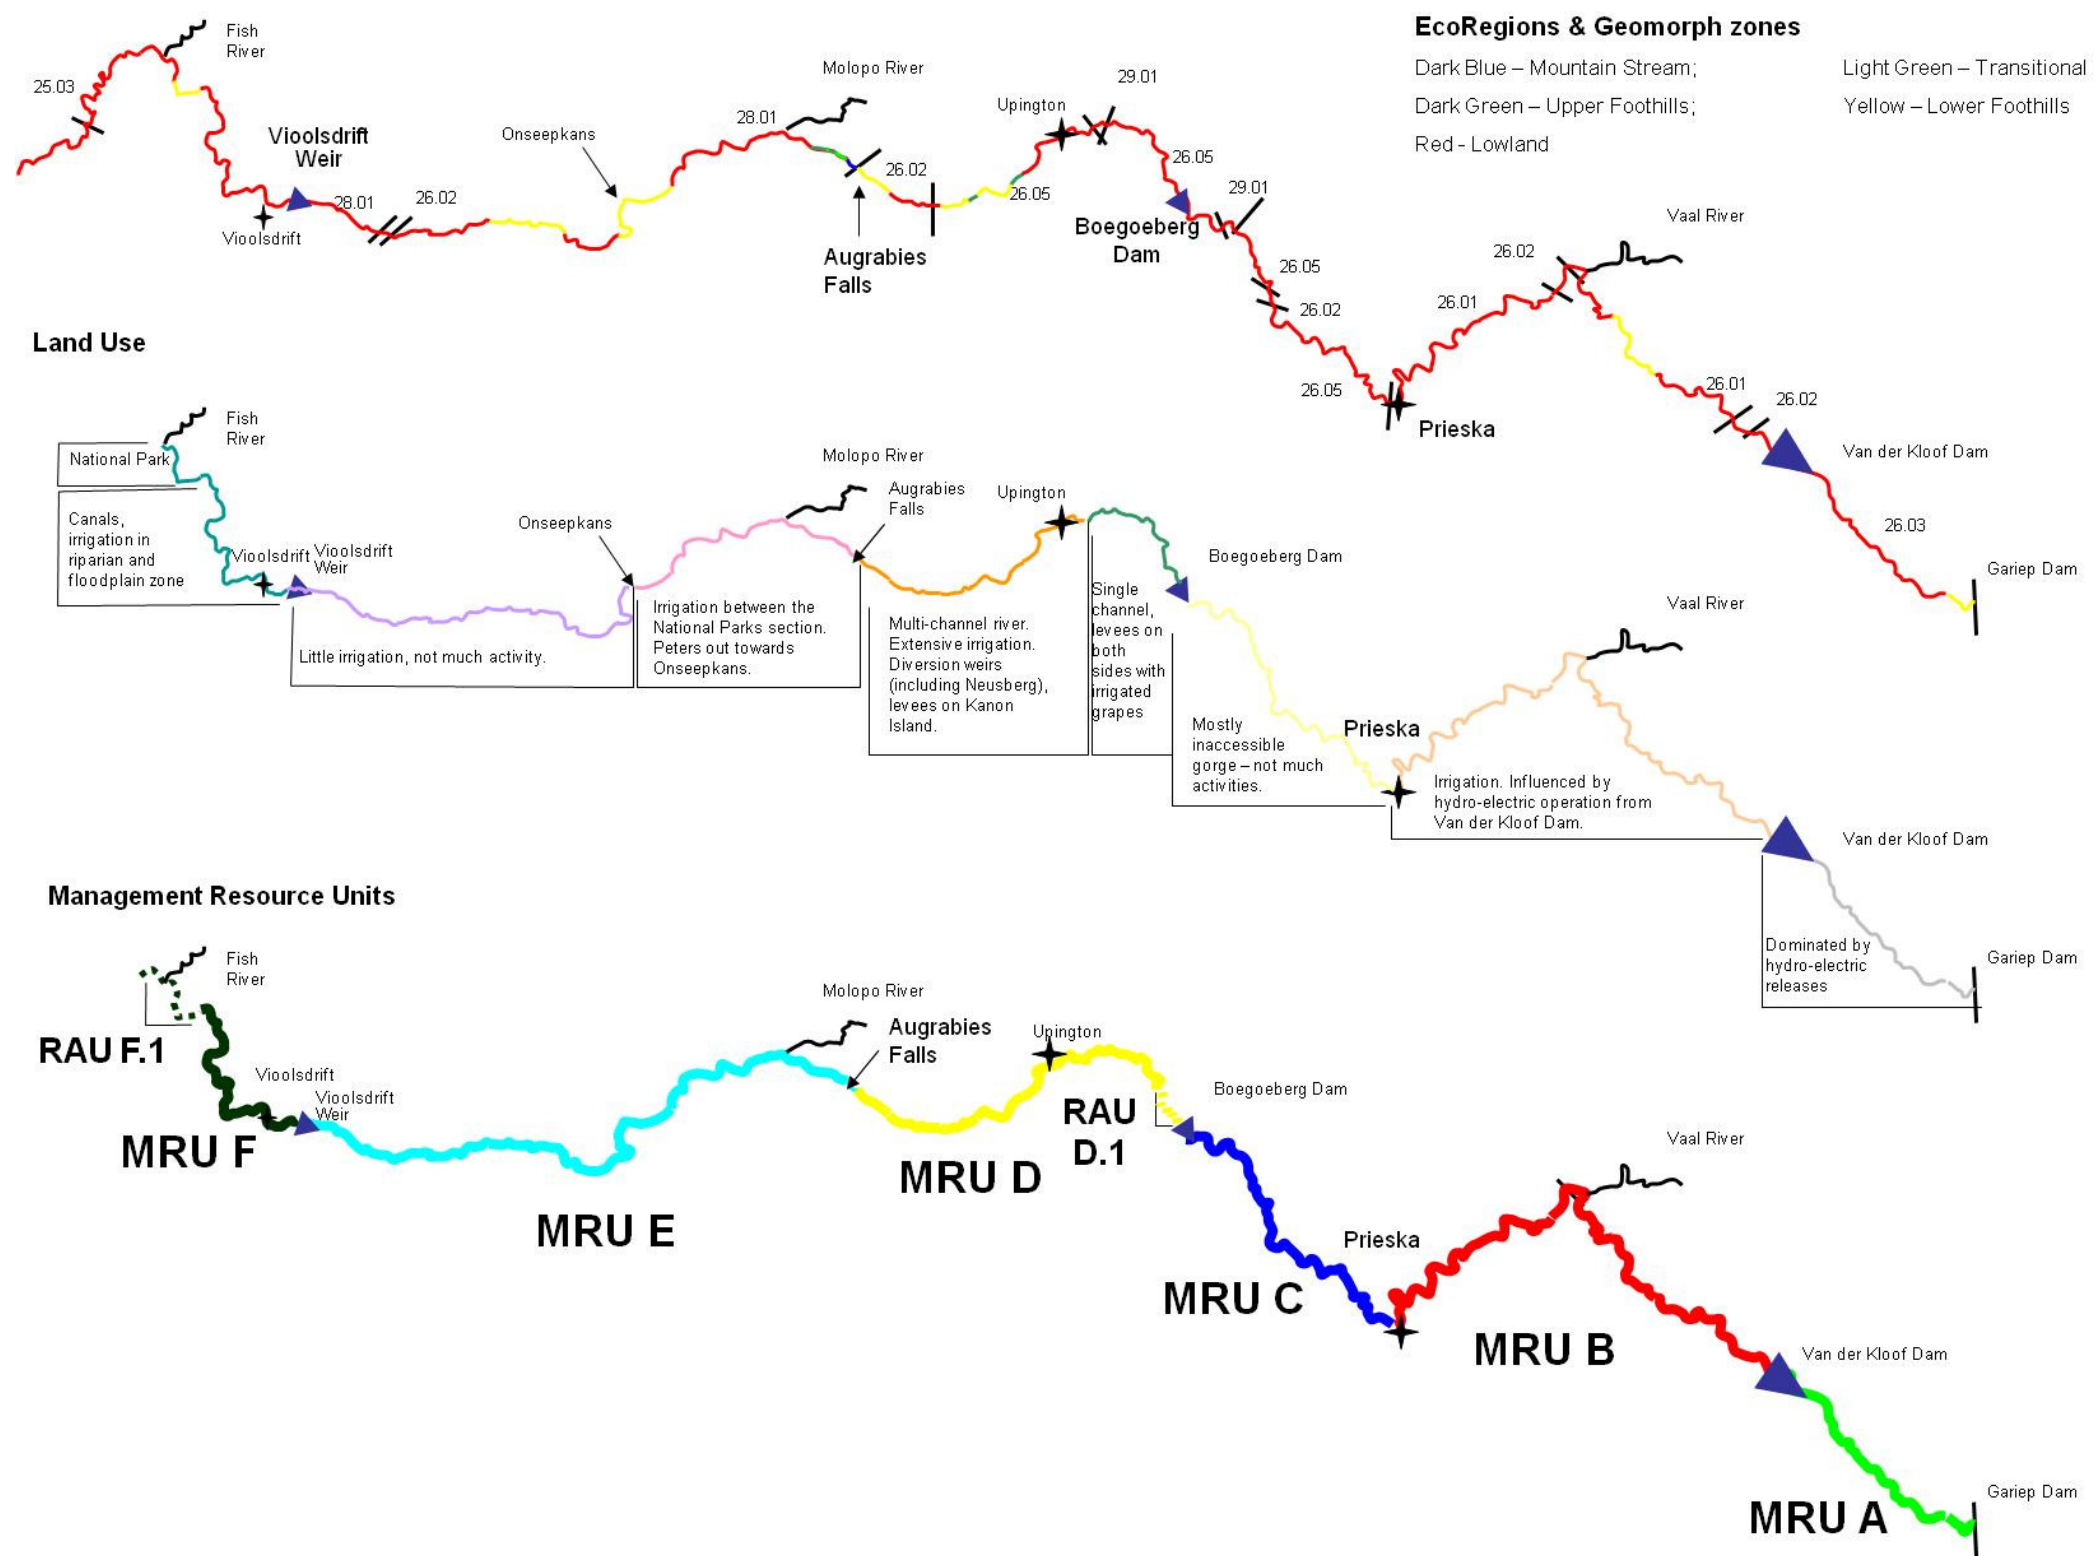 EcoRegions & Geomorph zones
Dark Blue – Mountain Stream;
Light Green – Transitional
Dark Green – Upper Foothills;
Yellow – Lower Foothills
Red - Lowland
Fish
River
25.03
Vioolsdrift
Weir
Vioolsdrift
28.01
26.02
Onseepkans
28.01
Molopo River
26.02
Augrabies
Falls
Upington
26.05
29.01
26.05
Boegoeberg
Dam
29.01
26.05
26.02
26.05
Prieska
26.01
26.02
Vaal River
26.01
26.02
Van der Kloof Dam
26.03
Gariep Dam
Land Use
Fish
River
National Park
Canals,
irrigation in
riparian and
floodplain zone
Vioolsdrift
Vioolsdrift
Weir
Little irrigation, not much activity.
Onseepkans
Molopo River
Augrabies
Falls
Irrigation between the
National Parks section.
Peters out towards
Onseepkans.
Upington
Multi-channel river.
Extensive irrigation.
Diversion weirs
(including Neusberg),
levees on Kanon
Island.
Single
channel,
levees on
both
sides with
irrigated
grapes
Boegoeberg Dam
Mostly
inaccessible
gorge – not much
activities.
Prieska
Vaal River
Irrigation. Influenced by
hydro-electric operation from
Van der Kloof Dam.
Van der Kloof Dam
Dominated by
hydro-electric
releases
Gariep Dam
Management Resource Units
Fish
River
RAU F.1
Vioolsdrift
Vioolsdrift
Weir
MRU F
MRU E
Molopo River
Augrabies
Falls
MRU D
Upington
RAU
D.1
Boegoeberg Dam
MRU C
Prieska
Vaal River
MRU B
Van der Kloof Dam
MRU A
Gariep Dam